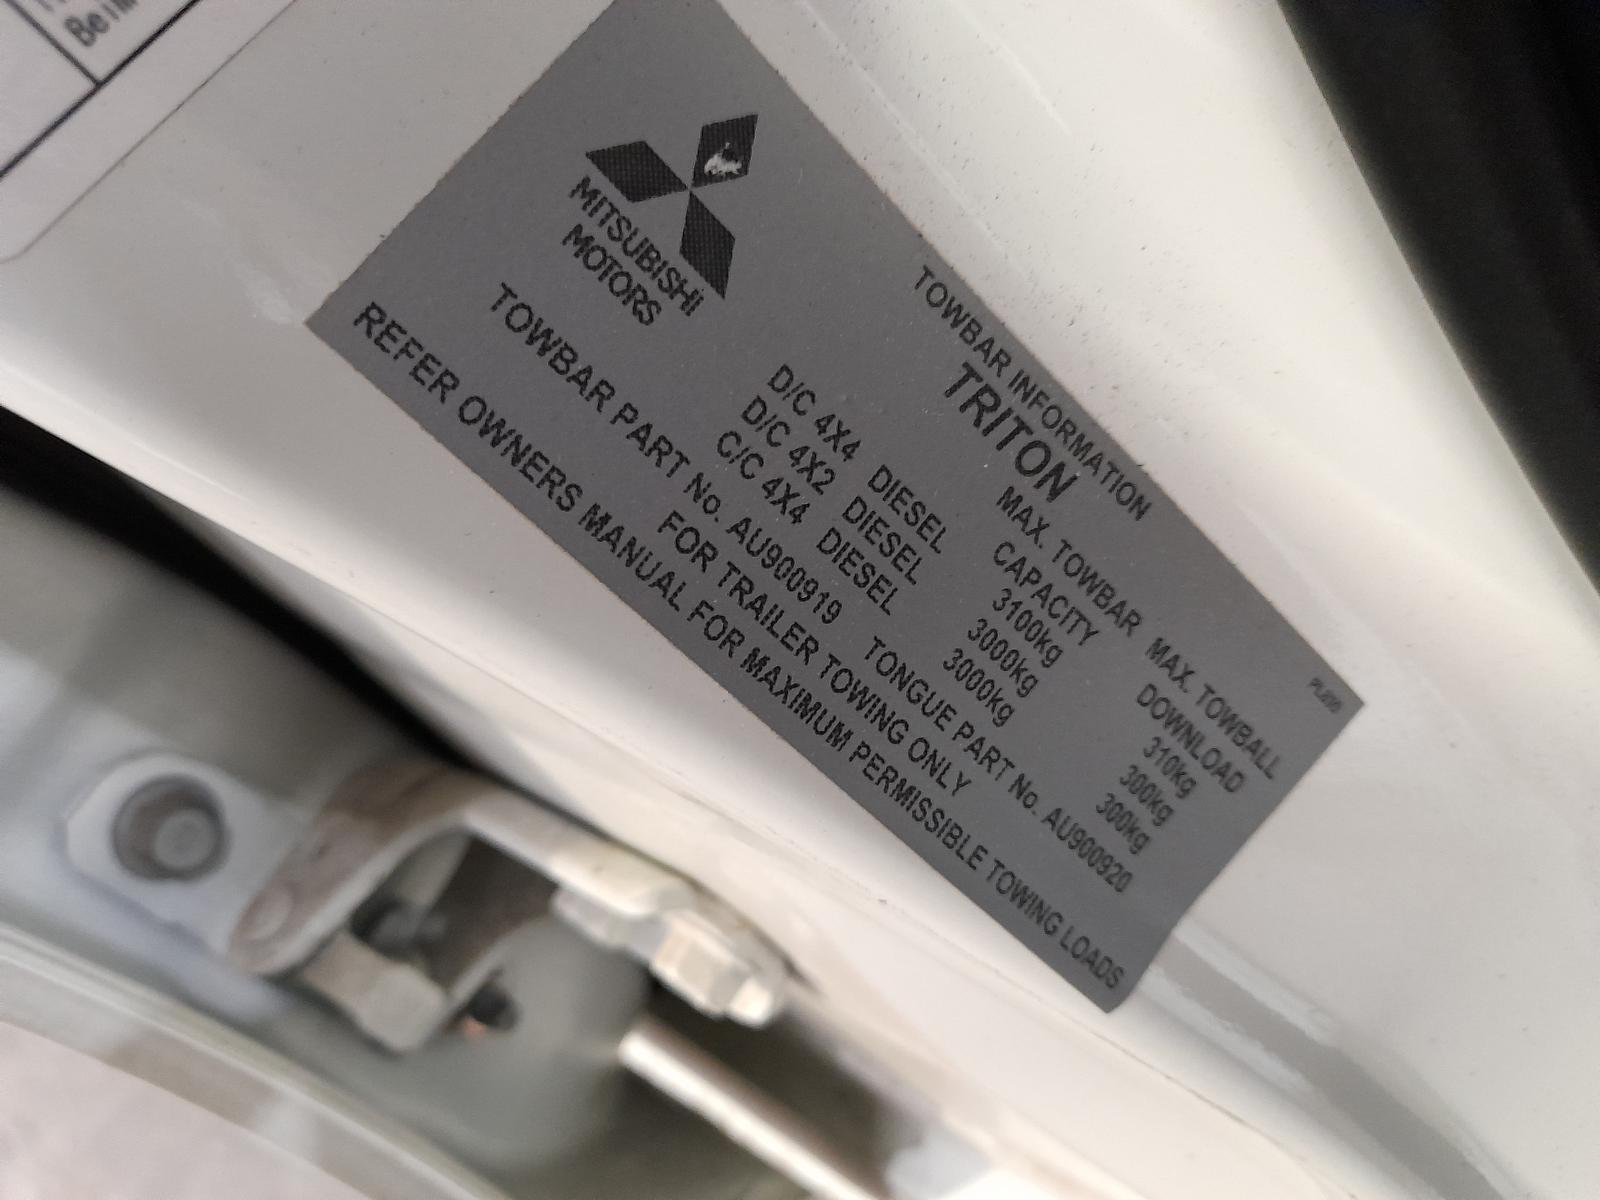 Beim
MITSUBISHI
MOTORS
TOWBAR INFORMATION
TRITON
MAX. TOWBAR MAX. TOWBALL
CAPACITY DOWNLOAD
D/C 4X4 DIESEL 3100kg 310kg
D/C 4X2 DIESEL 3000kg 300kg
C/C 4X4 DIESEL 3000kg 300kg
TOWBAR PART No. AU900919 TONGUE PART No. AU900920
FOR TRAILER TOWING ONLY
REFER OWNERS MANUAL FOR MAXIMUM PERMISSIBLE TOWING LOADS